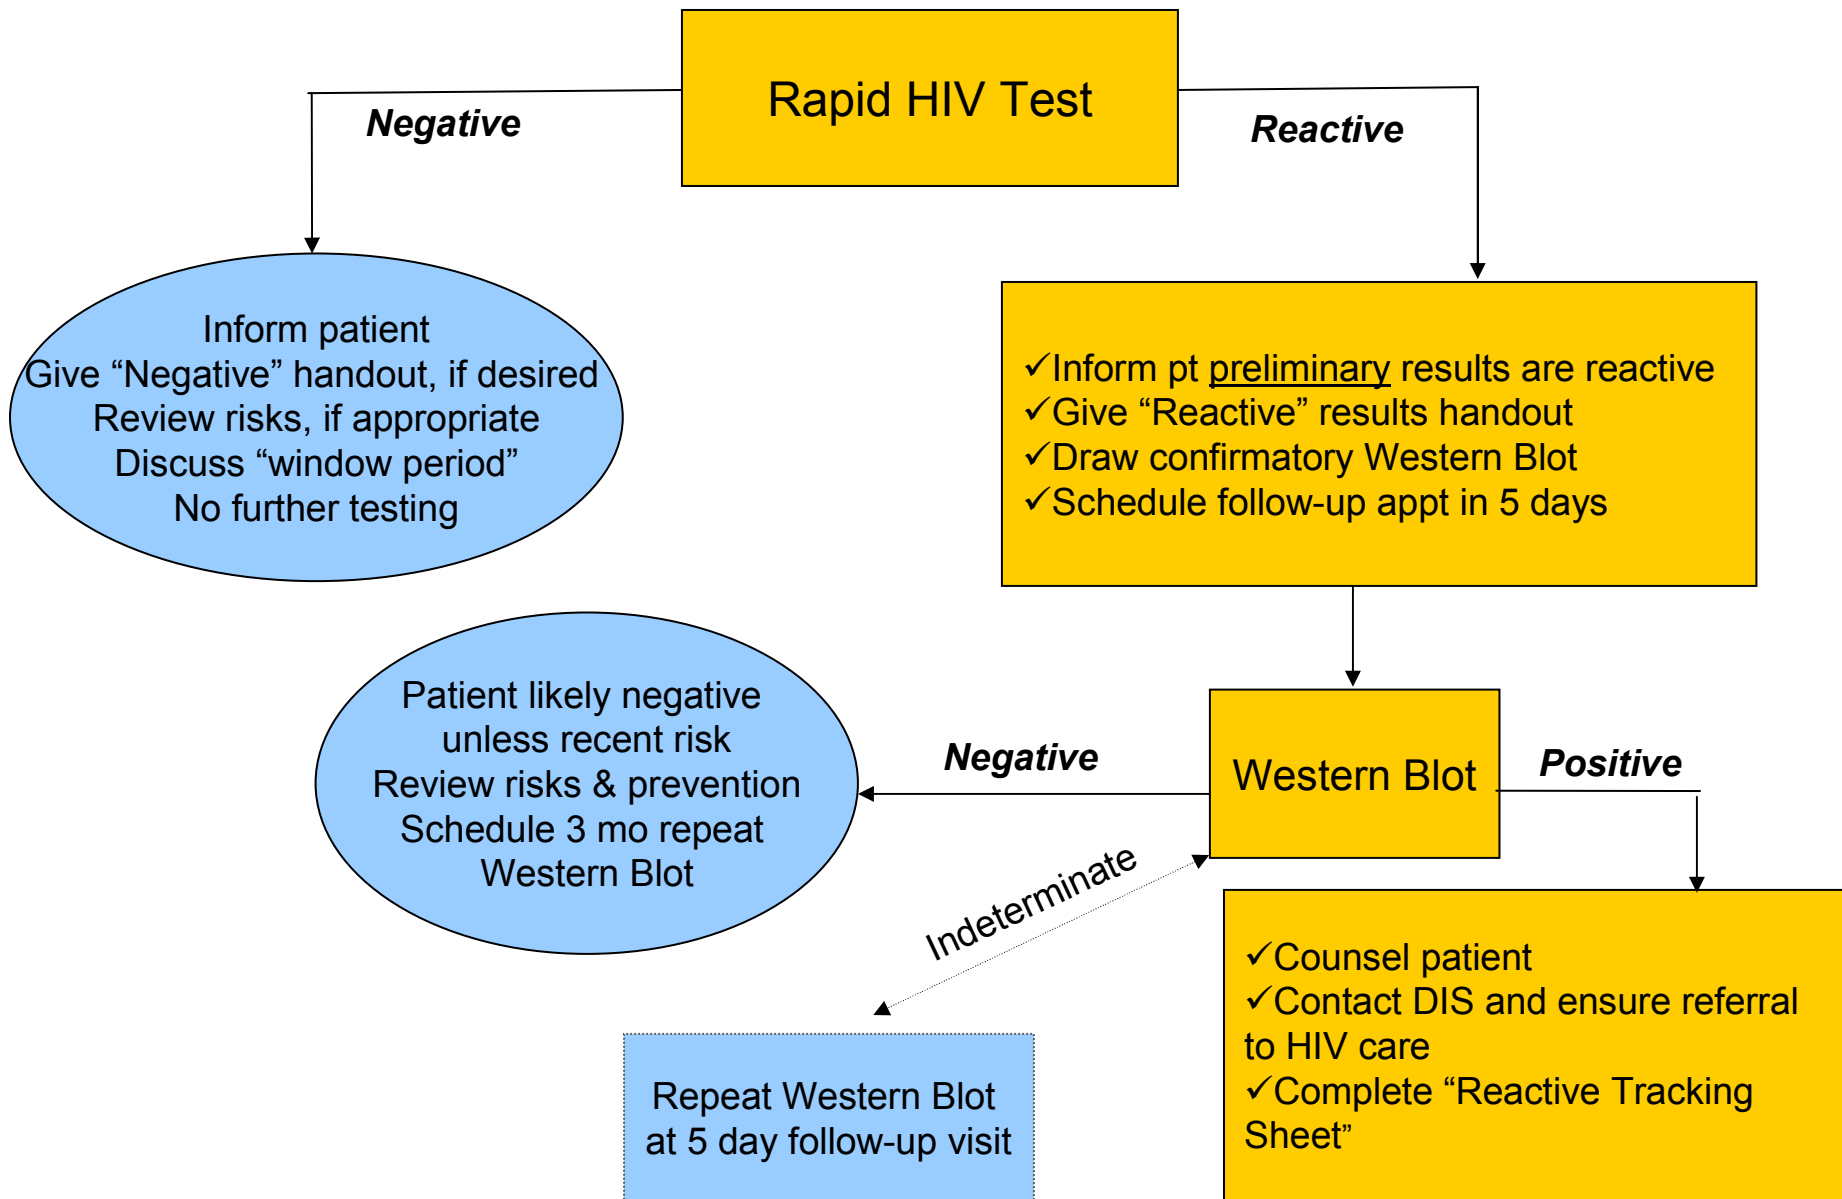 Rapid HIV Test
Negative
Reactive
Inform patient
Give “Negative” handout, if desired
Review risks, if appropriate
Discuss “window period”
No further testing
✓Inform pt preliminary results are reactive
✓Give “Reactive” results handout
✓Draw confirmatory Western Blot
✓Schedule follow-up appt in 5 days
Patient likely negative
unless recent risk
Review risks & prevention
Schedule 3 mo repeat
Western Blot
Negative
Western Blot
Positive
Indeterminate
Repeat Western Blot
at 5 day follow-up visit
✓Counsel patient
✓Contact DIS and ensure referral
to HIV care
✓Complete “Reactive Tracking
Sheet”